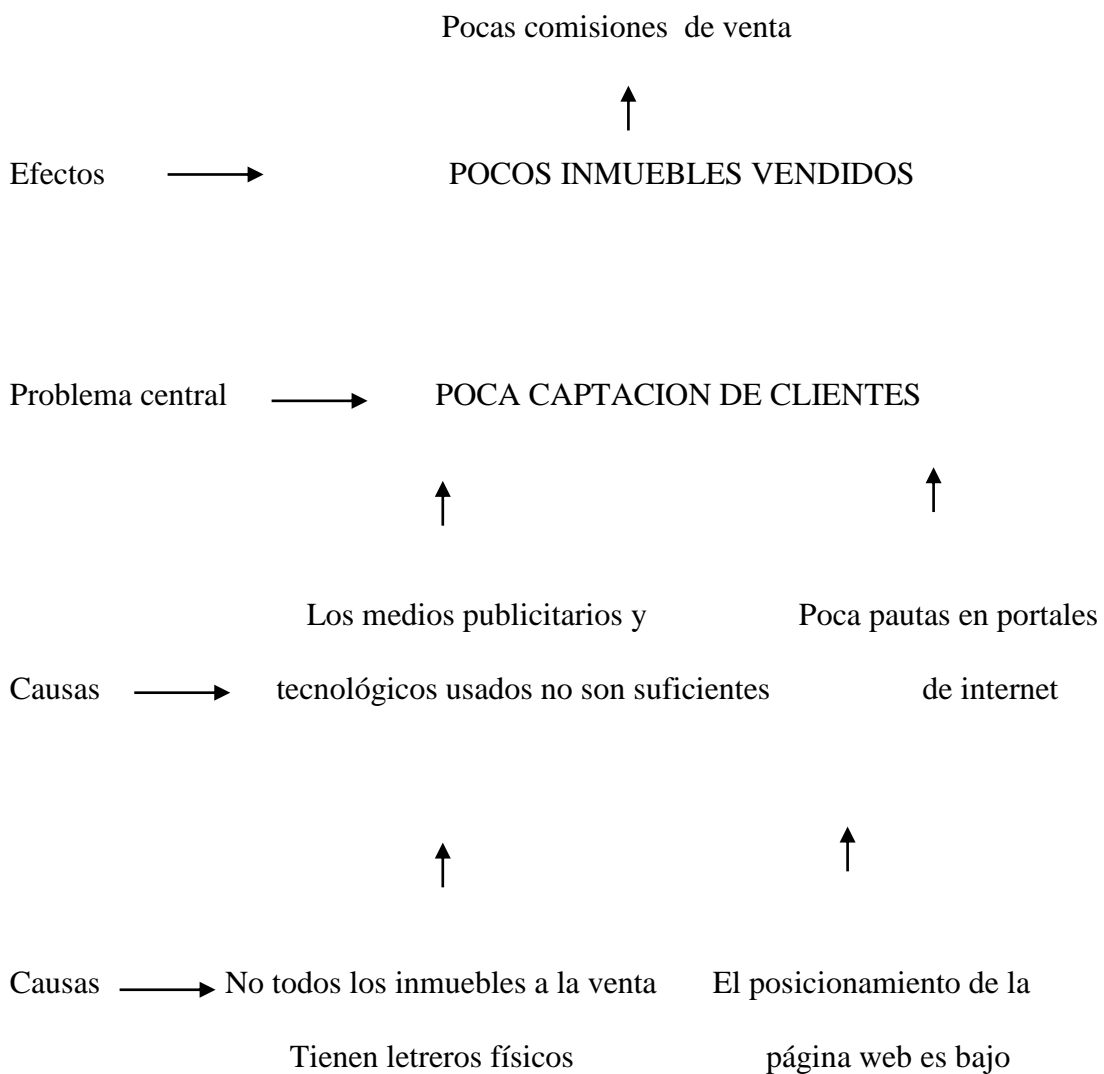 Pocas comisiones de venta
Efectos POCOS INMUEBLES VENDIDOS
Problema central POCA CAPTACION DE CLIENTES
Los medios publicitarios y Poca pautas en portales
Causas tecnológicos usados no son suficientes de internet
Causas No todos los inmuebles a la venta El posicionamiento de la
Tienen letreros físicos página web es bajo